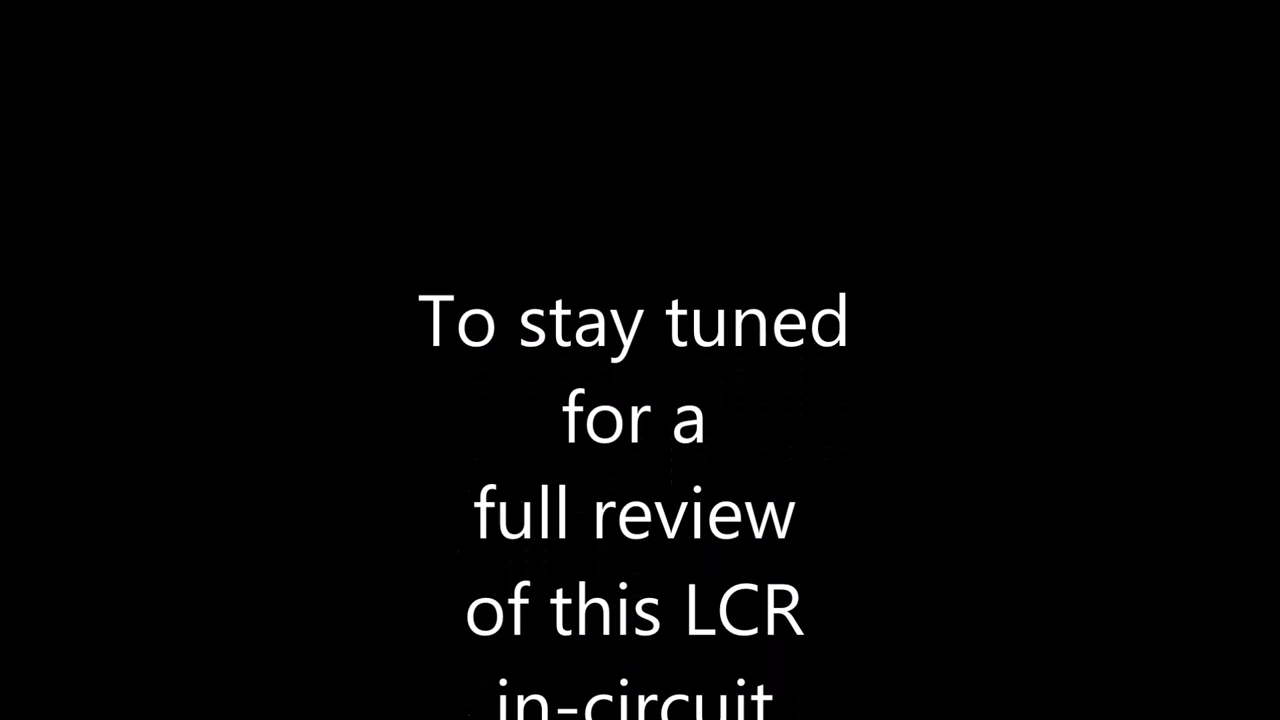 To stay tuned
for a
full review
of this LCR
in-circuit